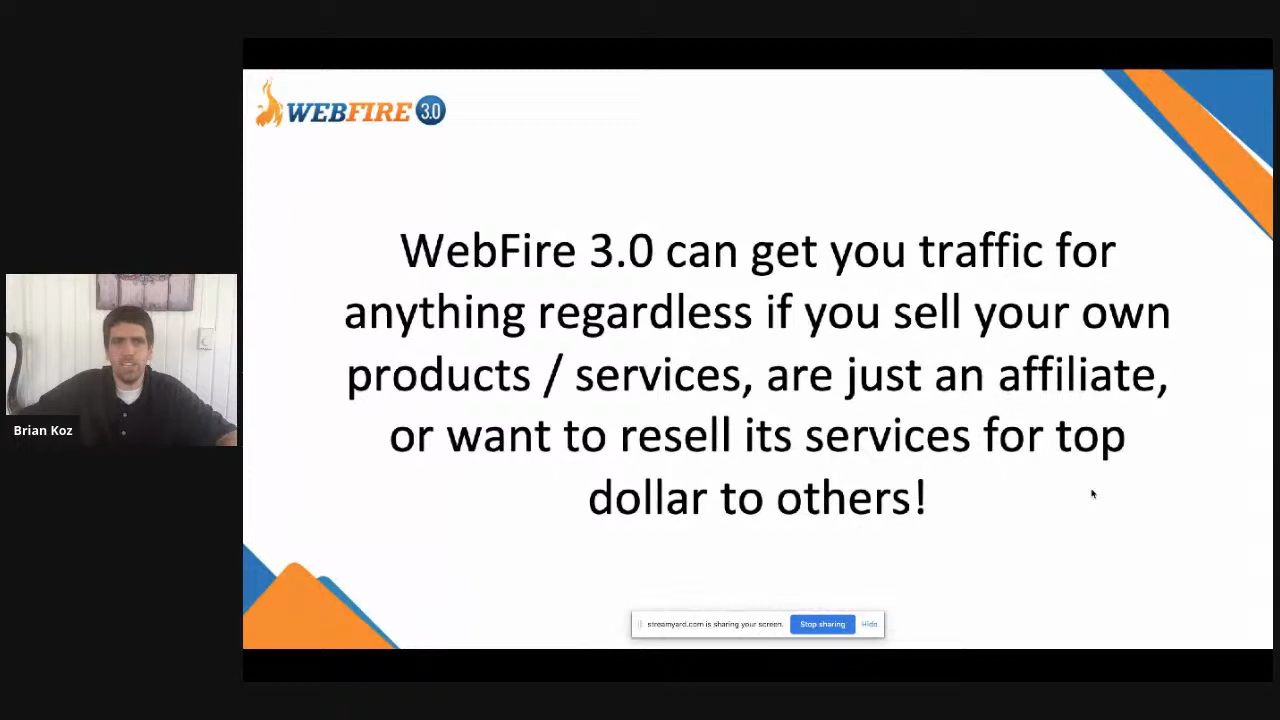 WEBFIRE 3.0
WebFire 3.0 can get you traffic for
anything regardless if you sell your own
products / services, are just an affiliate,
or want to resell its services for top
dollar to others!
Brian Koz
streamyard.com is sharing your screen. Stop sharing Hide